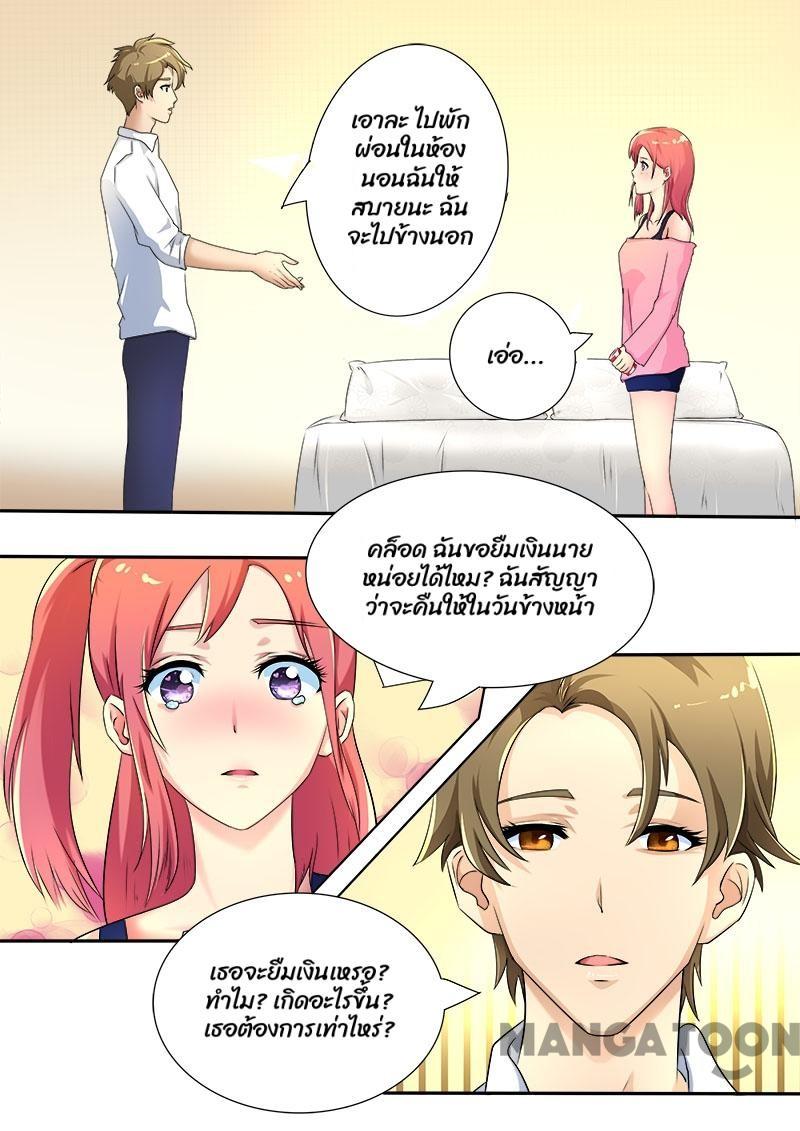 เอาละ ไปพัก
ผ่อนในห้อง
นอนฉันให้
สบายนะ ฉัน
จะไปข้างนอก
เอ่อ...
คล็อด ฉันขอยืมเงินนาย
หน่อยได้ไหม? ฉันสัญญา
ว่าจะคืนให้ในวันข้างหน้า
เธอจะยืมเงินเหรอ?
ทำไม? เกิดอะไรขึ้น?
เธอต้องการเท่าไหร่?
MANGA TOON